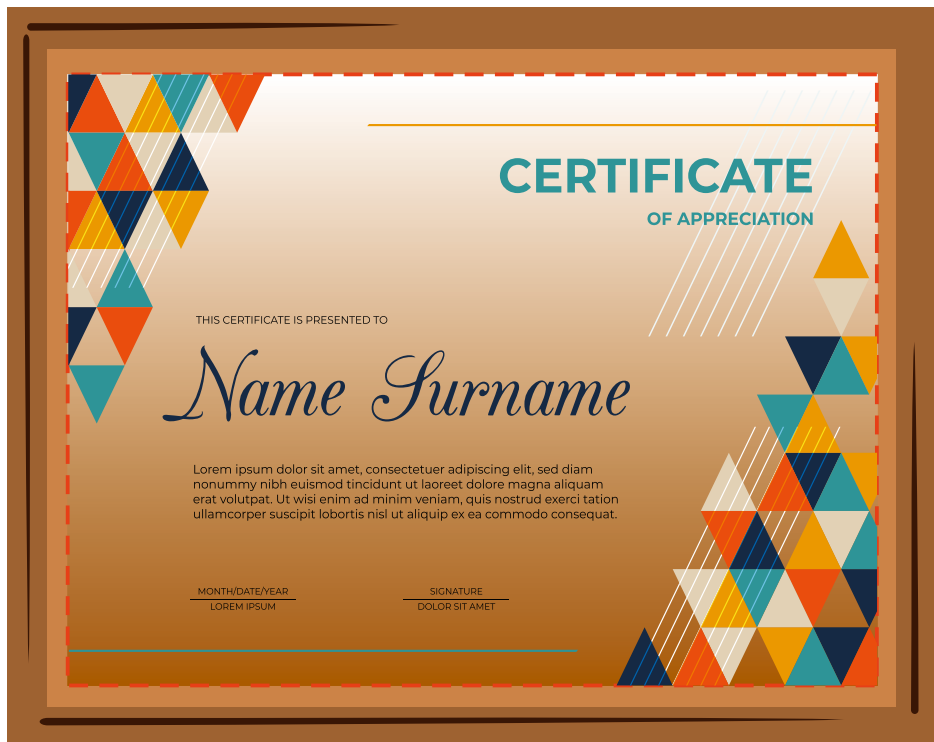 CERTIFICATE
OF APPRECIATION
THIS CERTIFICATE IS PRESENTED TO
Name Surname
Lorem ipsum dolor sit amet, consectetuer adipiscing elit, sed diam
nonummy nibh euismod tincidunt ut laoreet dolore magna aliquam
erat volutpat. Ut wisi enim ad minim veniam, quis nostrud exerci tation
ullamcorper suscipit lobortis nisl ut aliquip ex ea commodo consequat.
MONTH/DATE/YEAR
LOREM IPSUM
SIGNATURE
DOLOR SIT AMET